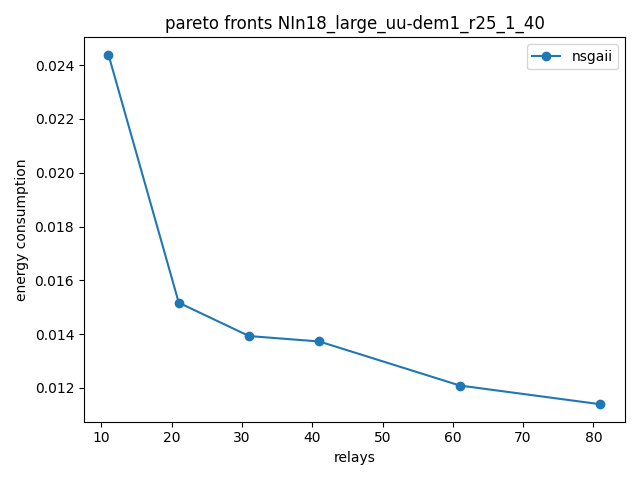 pareto fronts NIn18_large_uu-dem1_r25_1_40
nsgaii
0.024
0.022
0.020
0.018
0.016
0.014
0.012
energy consumption
10 20 30 40 50 60 70 80
relays